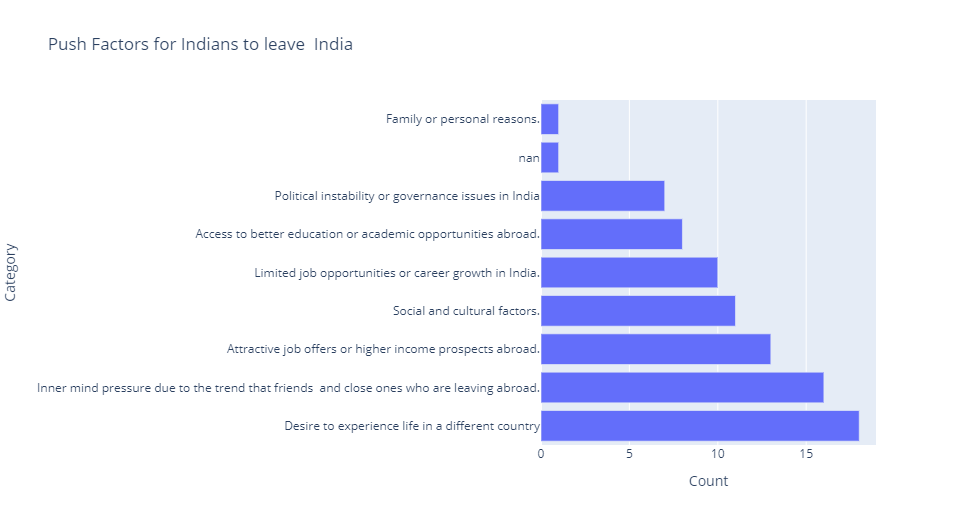 Push Factors for Indians to leave  India
Family or personal reasons.
nan
Political instability or governance issues in India
Access to better education or academic opportunities abroad.
Category
Limited job opportunities or career growth in India.
Social and cultural factors.
Attractive job offers or higher income prospects abroad.
Inner mind pressure due to the trend that friends  and close ones who are leaving abroad.
Desire to experience life in a different country
0 5 10 15
Count